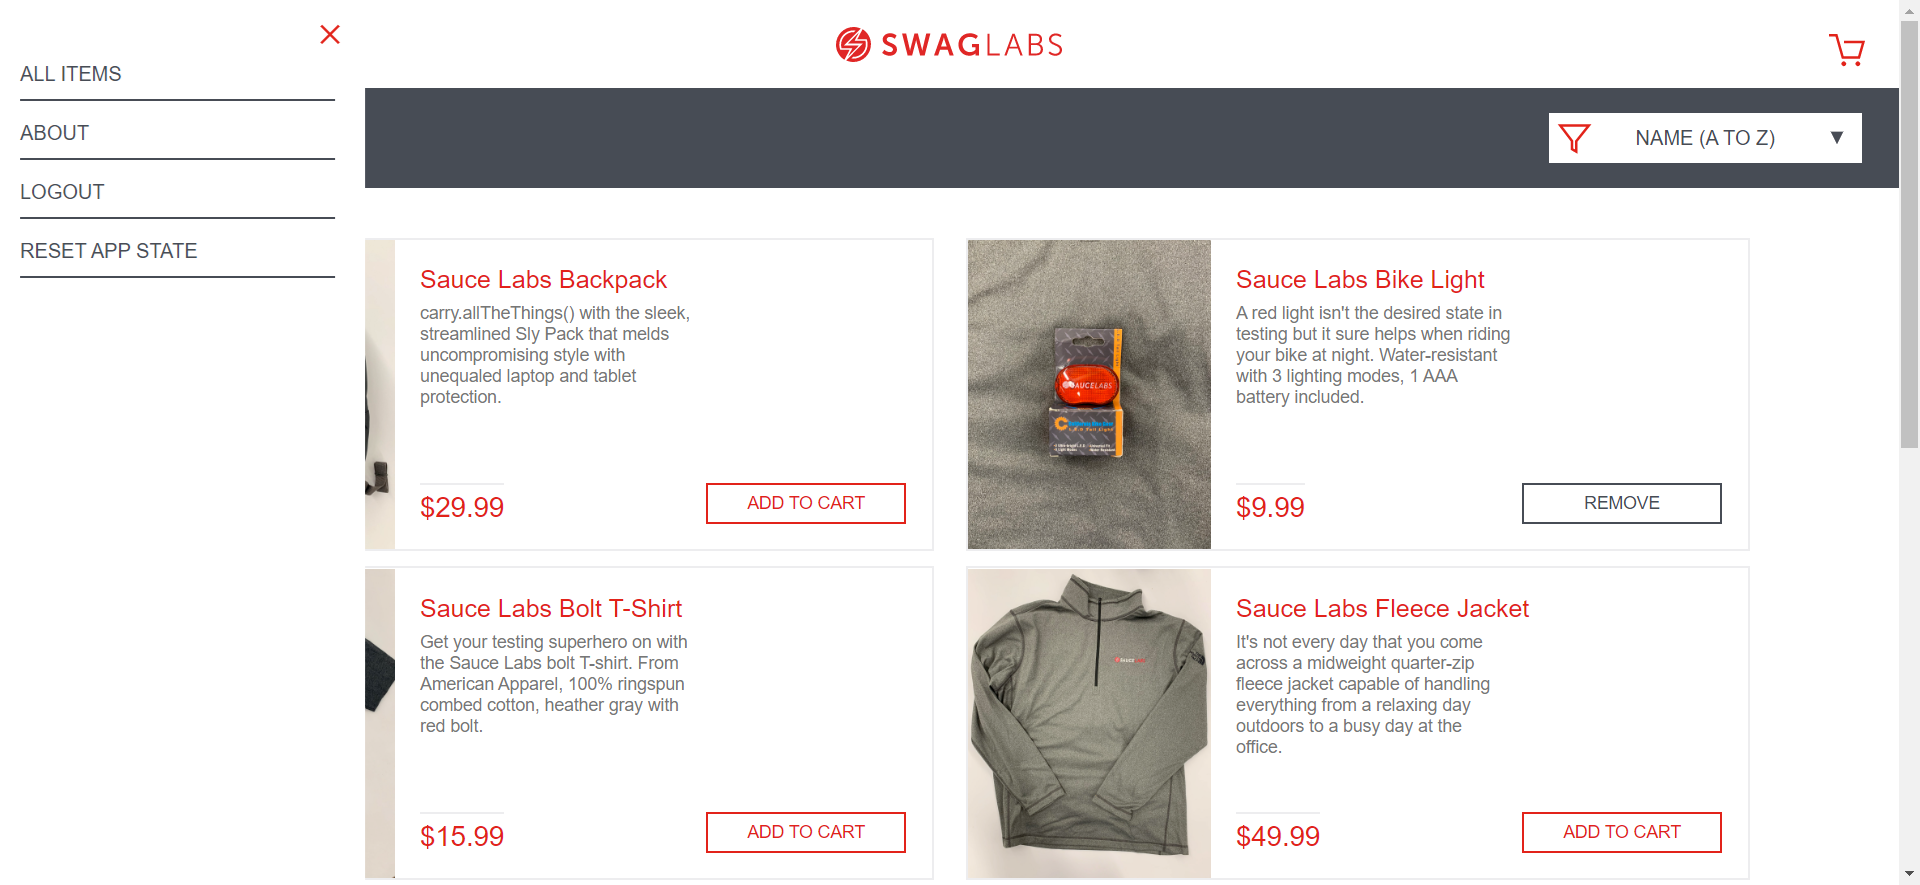 ALL ITEMS
ABOUT
LOGOUT
RESET APP STATE
SWAGLABS
NAME (A TO Z)
Sauce Labs Backpack
carry.allTheThings() with the sleek,
streamlined Sly Pack that melds
uncompromising style with
unequaled laptop and tablet
protection.
$29.99
ADD TO CART
SAUCELABS
Sauce Labs Bike Light
A red light isn't the desired state in
testing but it sure helps when riding
your bike at night. Water-resistant
with 3 lighting modes, 1 AAA
battery included.
$9.99
REMOVE
Sauce Labs Bolt T-Shirt
Get your testing superhero on with
the Sauce Labs bolt T-shirt. From
American Apparel, 100% ringspun
combed cotton, heather gray with
red bolt.
$15.99
ADD TO CART
SAUCELABS
Sauce Labs Fleece Jacket
It's not every day that you come
across a midweight quarter-zip
fleece jacket capable of handling
everything from a relaxing day
outdoors to a busy day at the
office.
$49.99
ADD TO CART